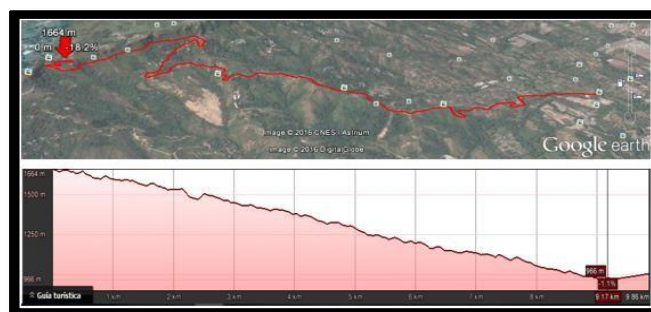 1664 m
0 m -18.2%
Image © 2016 CNES / Astrium
Image © 2016 DigitalGlobe
Google earth
1664 m
1500 m
1250 m
966 m
966 m
-1.1%
Guía turística
1 km
2 km
3 km
4 km
5 km
6 km
7 km
8 km
9.17 km
9.86 km